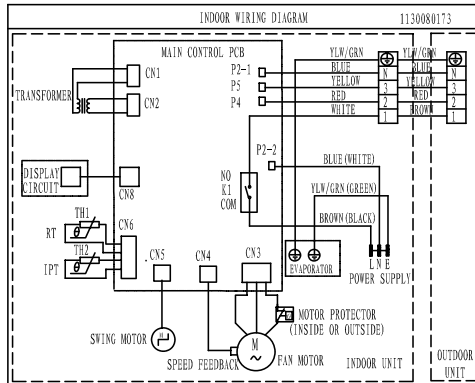 INDOOR WIRING DIAGRAM 1130080173
MAIN CONTROL PCB
YLW/GRN YLW/GRN
CN1
P2-1
BLUE N BLUE N
P5
YELLOW 3 YELLOW 3
TRANSFORMER
CN2
P4
RED 2 RED 2
WHITE 1 BROWN 1
P2-2
BLUE(WHITE)
DISPLAY
CIRCUIT
CN8
NO
K1
COM
YLW/GRN(GREEN)
TH1
RT
CN6
BROWN(BLACK)
TH2
IPT
CN5
CN4
CN3
EVAPORATOR
L N E
POWER SUPPLY
MOTOR PROTECTOR
(INSIDE OR OUTSIDE)
SWING MOTOR
M
M
SPEED FEEDBACK
FAN MOTOR
INDOOR UNIT
OUTDOOR
UNIT